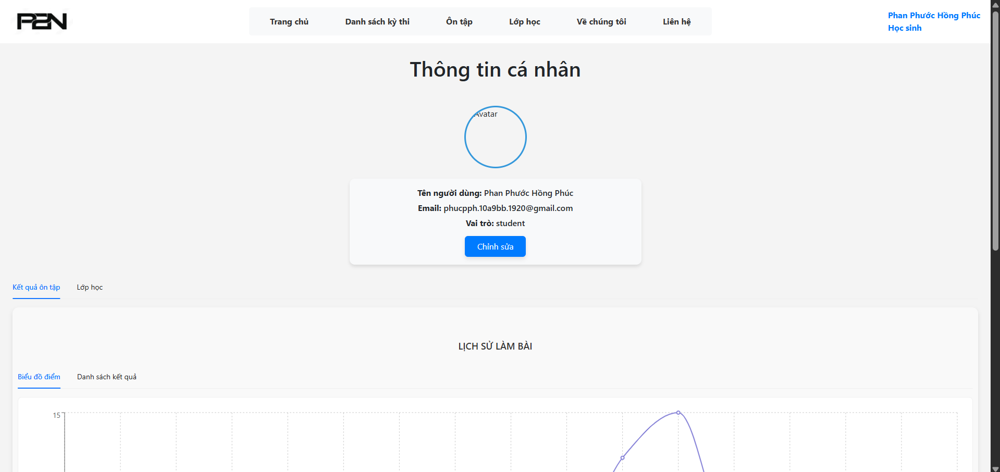 P2N
Trang chủ
Danh sách kỳ thi
Ôn tập
Lớp học
Về chúng tôi
Liên hệ
Phan Phước Hồng Phúc
Học sinh
Thông tin cá nhân
Avatar
Tên người dùng: Phan Phước Hồng Phúc
Email: phucpph.10a9bb.1920@gmail.com
Vai trò: student
Chỉnh sửa
Kết quả ôn tập
Lớp học
LỊCH SỬ LÀM BÀI
Biểu đồ điểm
Danh sách kết quả
15